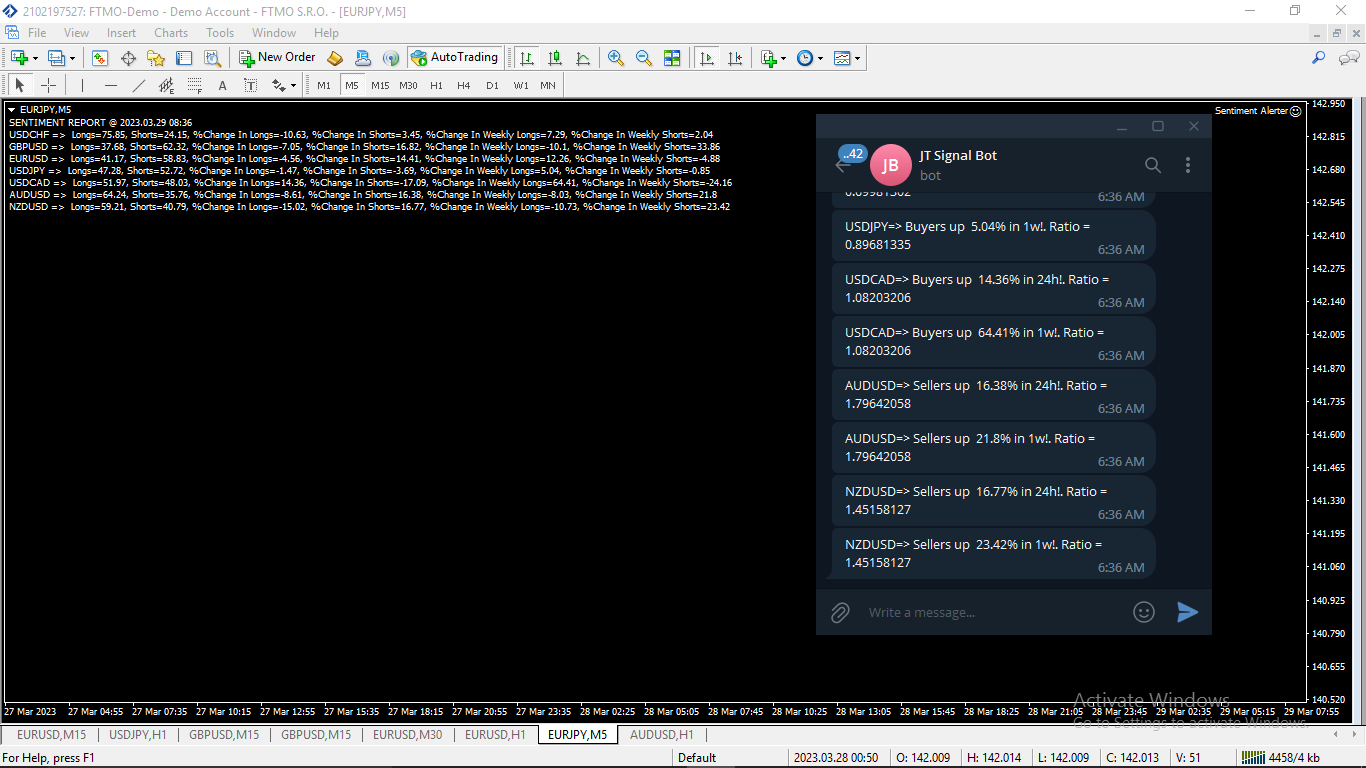 2102197527: FTMO-Demo - Demo Account - FTMO S.R.O. - [EURJPY,M5]
File View Insert Charts Tools Window Help
New Order AutoTrading
A T M1 M5 M15 M30 H1 H4 D1 W1 MN
EURJPY,M5
Sentiment Alerter
SENTIMENT REPORT @ 2023.03.29 08:36
USDCHF => Longs=75.85, Shorts=24.15, %Change In Longs=-10.63, %Change In Shorts=3.45, %Change In Weekly Longs=7.29, %Change In Weekly Shorts=2.04
GBPUSD => Longs=37.68, Shorts=62.32, %Change In Longs=-7.05, %Change In Shorts=16.82, %Change In Weekly Longs=-10.1, %Change In Weekly Shorts=33.86
EURUSD => Longs=41.17, Shorts=58.83, %Change In Longs=-4.56, %Change In Shorts=14.41, %Change In Weekly Longs=12.26, %Change In Weekly Shorts=-4.88
USDJPY => Longs=47.28, Shorts=52.72, %Change In Longs=-1.47, %Change In Shorts=-3.69, %Change In Weekly Longs=5.04, %Change In Weekly Shorts=-0.85
USDCAD => Longs=51.97, Shorts=48.03, %Change In Longs=14.36, %Change In Shorts=-17.09, %Change In Weekly Longs=64.41, %Change In Weekly Shorts=-24.16
AUDUSD => Longs=64.24, Shorts=35.76, %Change In Longs=-8.61, %Change In Shorts=16.38, %Change In Weekly Longs=-8.03, %Change In Weekly Shorts=21.8
NZDUSD => Longs=59.21, Shorts=40.79, %Change In Longs=-15.02, %Change In Shorts=16.77, %Change In Weekly Longs=-10.73, %Change In Weekly Shorts=23.42
..42
JB
JT Signal Bot
bot
6:36 AM
USDJPY=> Buyers up 5.04% in 1w!. Ratio =
0.89681335
6:36 AM
USDCAD=> Buyers up 14.36% in 24h!. Ratio =
1.08203206
6:36 AM
USDCAD=> Buyers up 64.41% in 1w!. Ratio =
1.08203206
6:36 AM
AUDUSD=> Sellers up 16.38% in 24h!. Ratio =
1.79642058
6:36 AM
AUDUSD=> Sellers up 21.8% in 1w!. Ratio =
1.79642058
6:36 AM
NZDUSD=> Sellers up 16.77% in 24h!. Ratio =
1.45158127
6:36 AM
NZDUSD=> Sellers up 23.42% in 1w!. Ratio =
1.45158127
6:36 AM
Write a message...
142.950
142.815
142.680
142.545
142.410
142.275
142.140
142.005
141.870
141.735
141.600
141.465
141.330
141.195
141.060
140.925
140.790
140.655
140.520
Activate Windows
Go to Settings to activate Windows.
27 Mar 2023 27 Mar 04:55 27 Mar 07:35 27 Mar 10:15 27 Mar 12:55 27 Mar 15:35 27 Mar 18:15 27 Mar 20:55 27 Mar 23:35 28 Mar 02:25 28 Mar 05:05 28 Mar 07:45 28 Mar 10:25 28 Mar 13:05 28 Mar 15:45 28 Mar 18:25 28 Mar 21:05 28 Mar 23:45 29 Mar 02:35 29 Mar 05:15 29 Mar 07:55
EURUSD,M15 USDJPY,H1 GBPUSD,M15 GBPUSD,M15 EURUSD,M30 EURUSD,H1 EURJPY,M5 AUDUSD,H1
For Help, press F1 Default 2023.03.28 00:50 O: 142.009 H: 142.014 L: 142.009 C: 142.013 V: 51 4458/4 kb